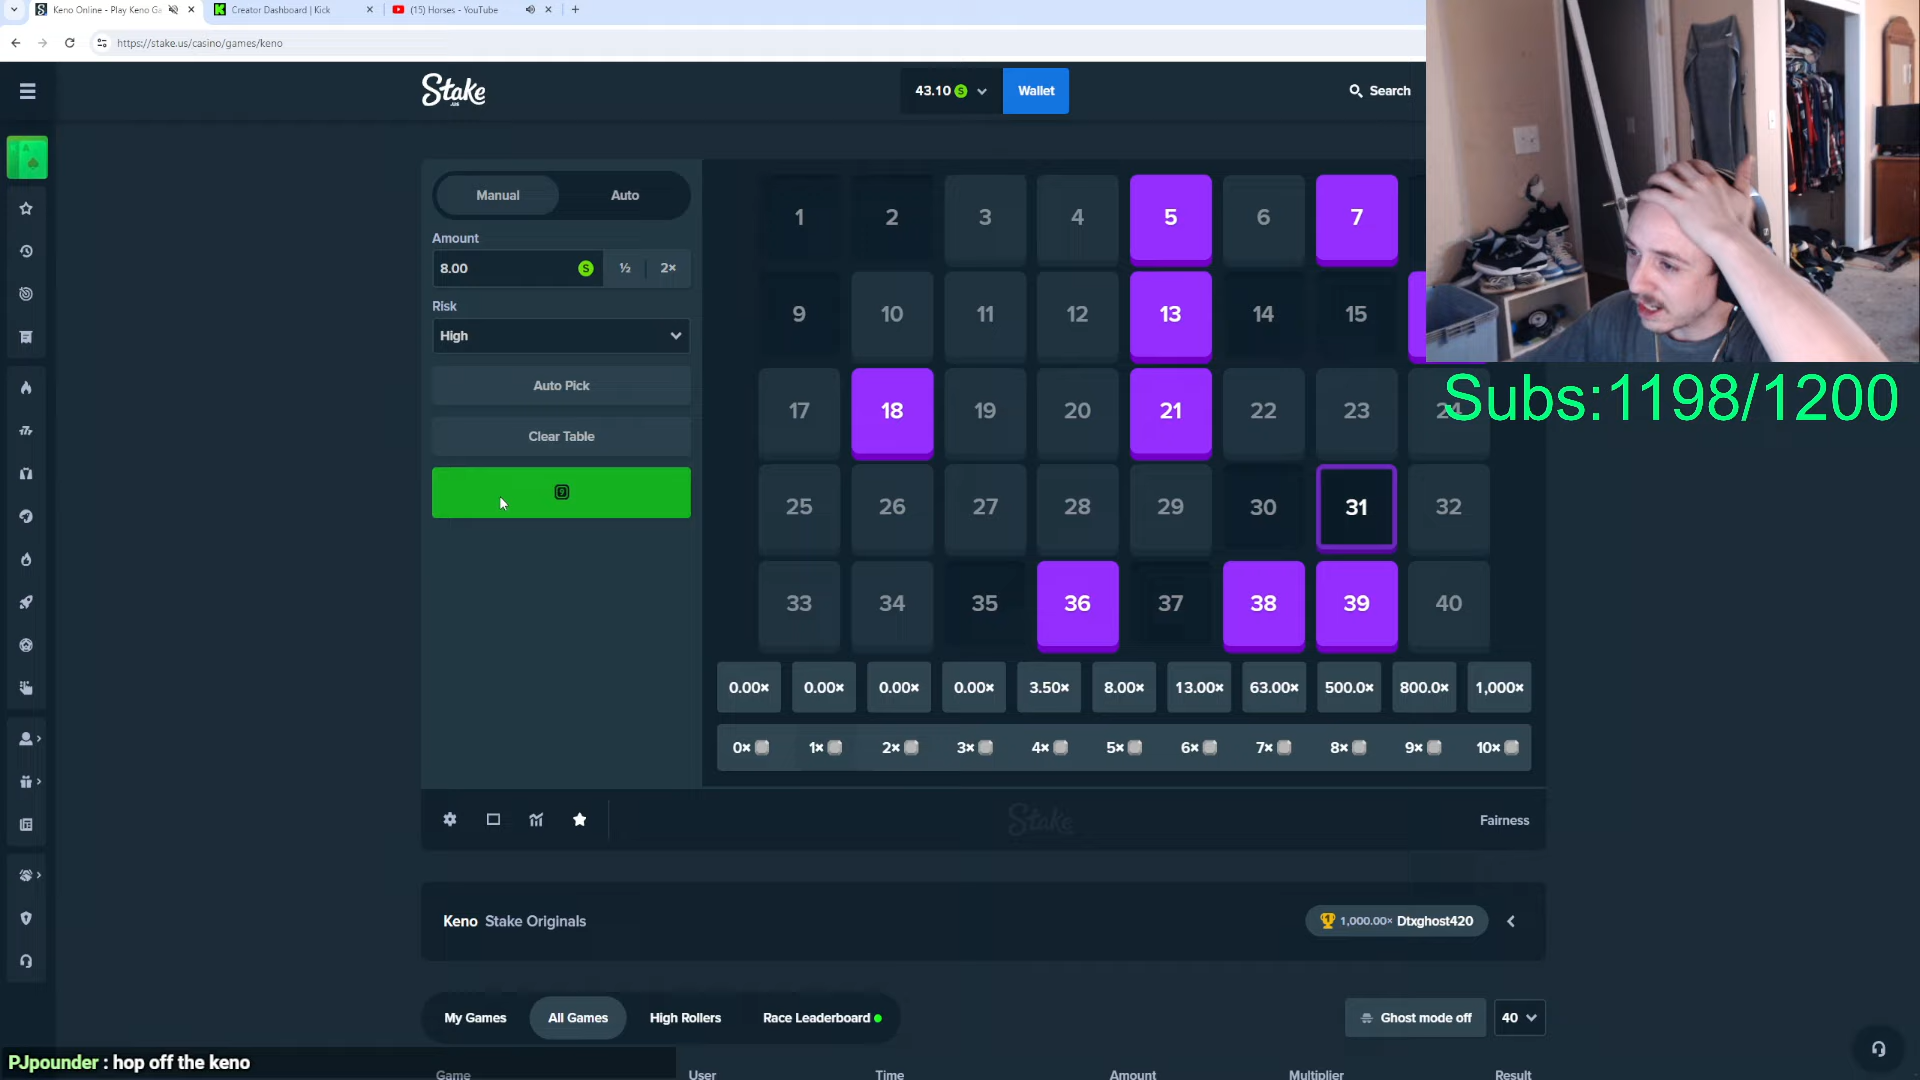 Keno Online - Play Keno Ga
Creator Dashboard | Kick
(15) Horses - YouTube
https://stake.us/casino/games/keno
Stake
.US
43.10
Wallet
Search
Manual
Auto
Amount
8.00
½
2×
Risk
High
Auto Pick
Clear Table
1 2 3 4 5 6 7
9 10 11 12 13 14 15
17 18 19 20 21 22 23 24
25 26 27 28 29 30 31 32
33 34 35 36 37 38 39 40
Subs:1198/1200
0.00× 0.00× 0.00× 0.00× 3.50× 8.00× 13.00× 63.00× 500.0× 800.0× 1,000×
0× 1× 2× 3× 4× 5× 6× 7× 8× 9× 10×
Stake
Fairness
Keno Stake Originals
1,000.00× Dtxghost420
My Games
All Games
High Rollers
Race Leaderboard
Ghost mode off
40
PJpounder : hop off the keno
Game User Time Amount Multiplier Result